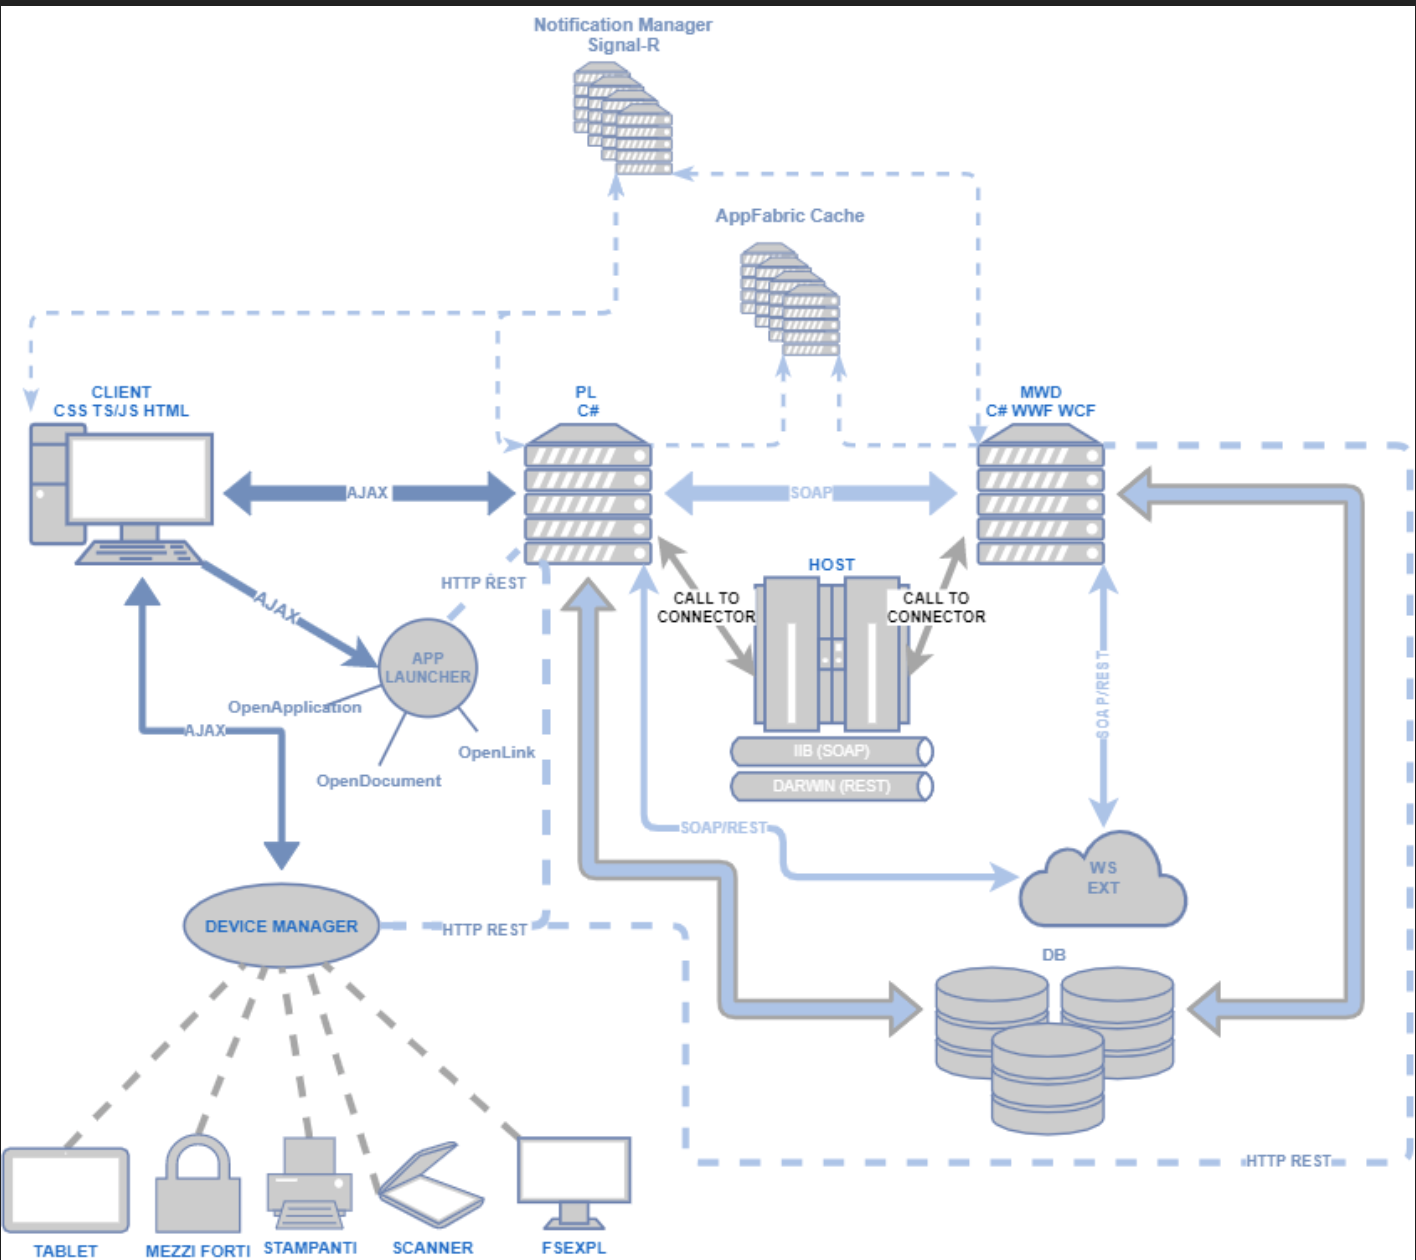 Notification Manager
Signal-R
AppFabric Cache
CLIENT
CSS TS/JS HTML
PL
C#
MWD
C# WWF WCF
AJAX
SOAP
HOST
HTTP REST
CALL TO
CONNECTOR
CALL TO
CONNECTOR
AJAX
APP
LAUNCHER
OpenApplication
OpenLink
OpenDocument
AJAX
SOAP/REST
IIB (SOAP)
DARWIN (REST)
SOAP/REST
WS
EXT
DEVICE MANAGER
HTTP REST
DB
HTTP REST
TABLET
MEZZI FORTI
STAMPANTI
SCANNER
FSEXPL